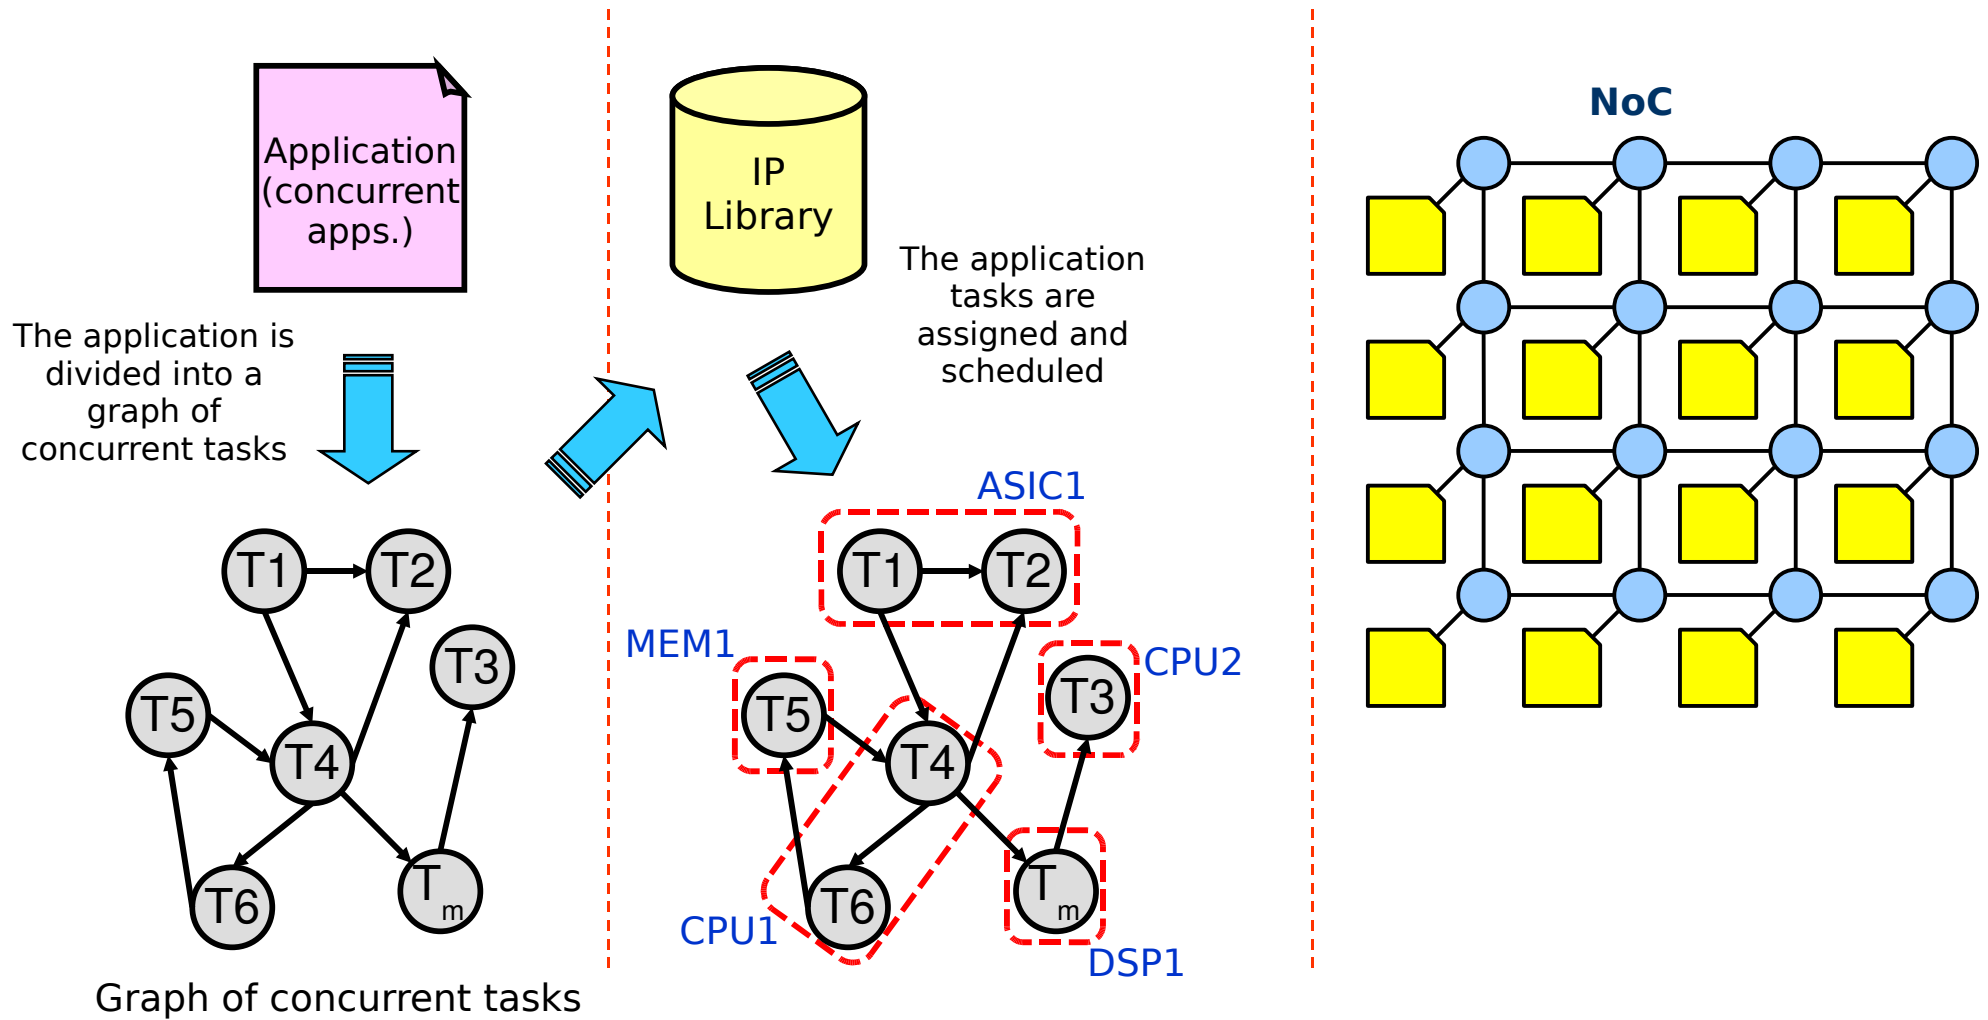 Application
(concurrent
apps.)
The application is
divided into a
graph of
concurrent tasks
T1
T2
T3
T5
T4
T6
Tm
Graph of concurrent tasks
IP
Library
The application
tasks are
assigned and
scheduled
ASIC1
T1
T2
MEM1
CPU2
T3
T5
T4
T6
Tm
CPU1
DSP1
NoC